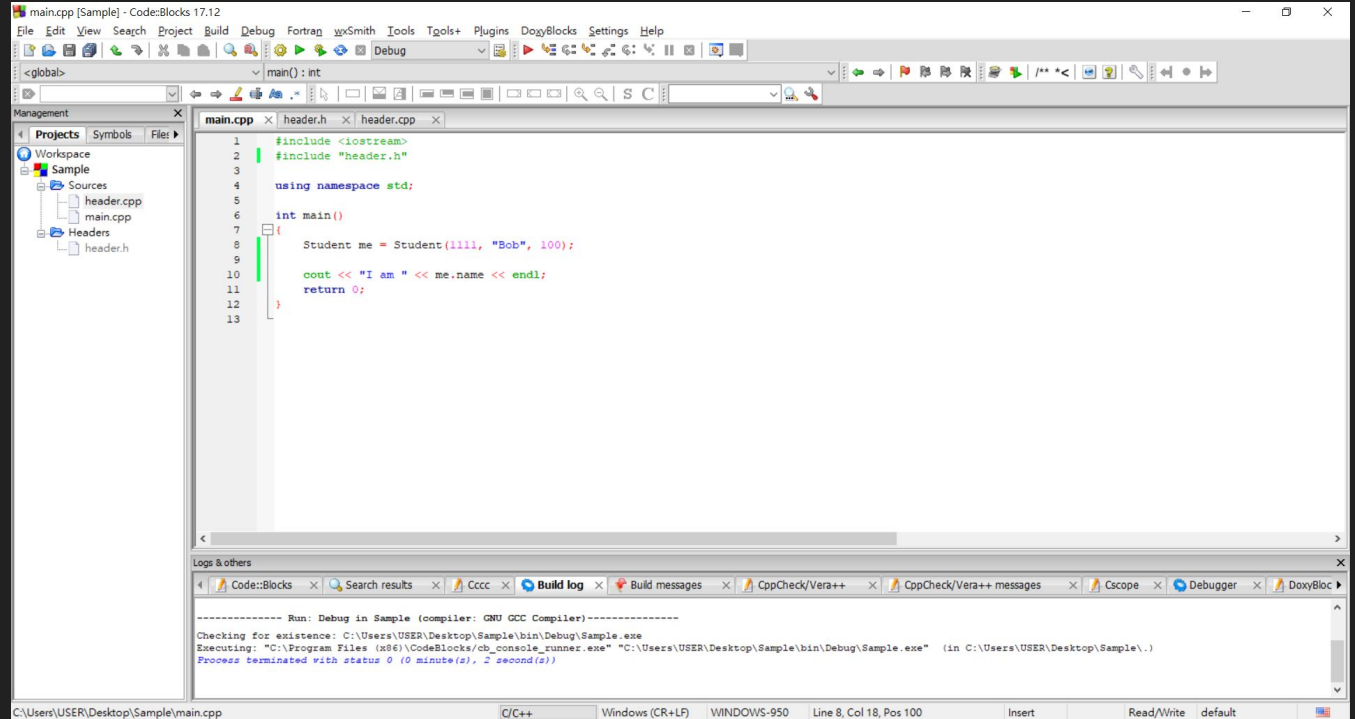 main.cpp [Sample] - Code::Blocks 17.12
File Edit View Search Project Build Debug Fortran wxSmith Tools Tools+ Plugins DoxyBlocks Settings Help
Debug
<global> main() : int
/** *<
S C
Management
Projects Symbols Files
main.cpp header.h header.cpp
Workspace
Sample
Sources
header.cpp
main.cpp
Headers
header.h
1 #include <iostream>
2 #include "header.h"
3
4 using namespace std;
5
6 int main()
7 {
8 Student me = Student(1111, "Bob", 100);
9
10 cout << "I am " << me.name << endl;
11 return 0;
12 }
13
Logs & others
Code::Blocks Search results Cccc Build log Build messages CppCheck/Vera++ CppCheck/Vera++ messages Cscope Debugger DoxyBloc
-------------- Run: Debug in Sample (compiler: GNU GCC Compiler)---------------
Checking for existence: C:\Users\USER\Desktop\Sample\bin\Debug\Sample.exe
Executing: "C:\Program Files (x86)\CodeBlocks/cb_console_runner.exe" "C:\Users\USER\Desktop\Sample\bin\Debug\Sample.exe"  (in C:\Users\USER\Desktop\Sample\.)
Process terminated with status 0 (0 minute(s), 2 second(s))
C:\Users\USER\Desktop\Sample\main.cpp C/C++ Windows (CR+LF) WINDOWS-950 Line 8, Col 18, Pos 100 Insert Read/Write default